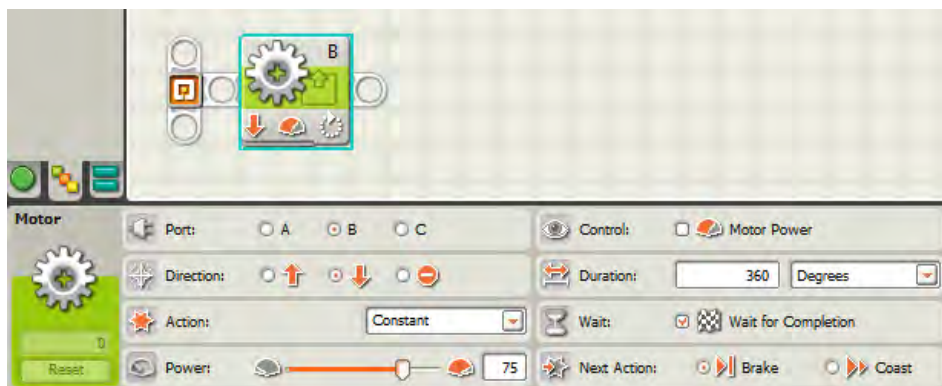 B
Motor
Port: A B C
Control: Motor Power
Direction:
Duration: 360 Degrees
Action: Constant
Wait: Wait for Completion
0
Reset
Power: 75
Next Action: Brake Coast